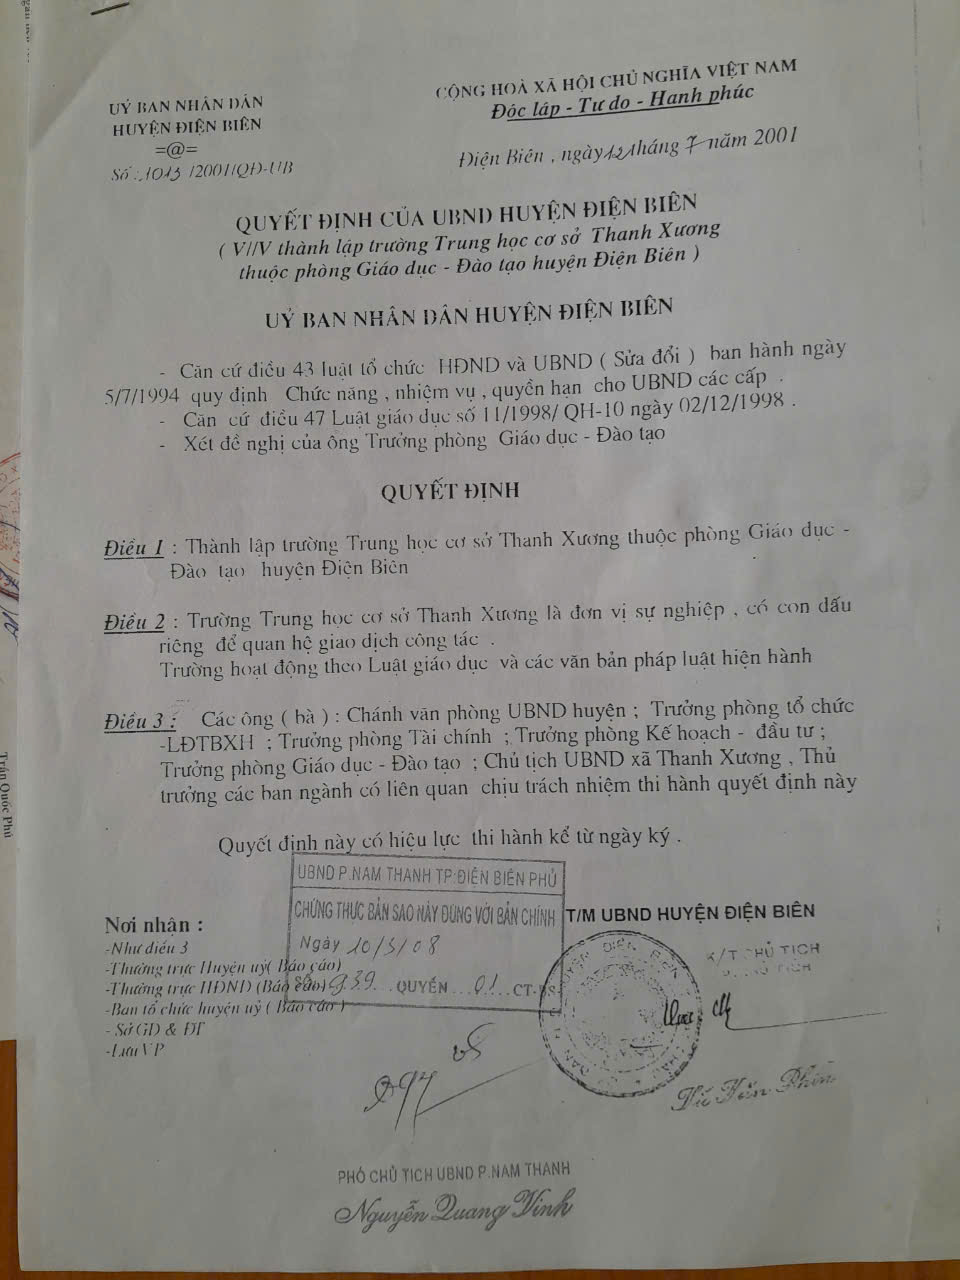 UỶ BAN NHÂN DÂN
HUYỆN ĐIỆN BIÊN
=@=
Số: 1013 /2001/QĐ-UB
CỘNG HOÀ XÃ HỘI CHỦ NGHĨA VIỆT NAM
Độc lập - Tự do - Hạnh phúc
Điện Biên , ngày 12 tháng 7 năm 2001
QUYẾT ĐỊNH CỦA UBND HUYỆN ĐIỆN BIÊN
( V//V thành lập trường Trung học cơ sở Thanh Xương
thuộc phòng Giáo dục - Đào tạo huyện Điện Biên )
UỶ BAN NHÂN DÂN HUYỆN ĐIỆN BIÊN
- Căn cứ điều 43 luật tổ chức HĐND và UBND ( Sửa đổi ) ban hành ngày
5/7/1994 quy định Chức năng , nhiệm vụ , quyền hạn cho UBND các cấp .
- Căn cứ điều 47 Luật giáo dục số 11/1998/ QH-10 ngày 02/12/1998 .
- Xét đề nghị của ông Trưởng phòng Giáo dục - Đào tạo
QUYẾT ĐỊNH
Điều 1 : Thành lập trường Trung học cơ sở Thanh Xương thuộc phòng Giáo dục -
Đào tạo huyện Điện Biên
Điều 2 : Trường Trung học cơ sở Thanh Xương là đơn vị sự nghiệp , có con dấu
riêng để quan hệ giao dịch công tác .
Trường hoạt động theo Luật giáo dục và các văn bản pháp luật hiện hành
Điều 3 : Các ông ( bà ) : Chánh văn phòng UBND huyện ; Trưởng phòng tổ chức
-LĐTBXH ; Trưởng phòng Tài chính ; Trưởng phòng Kế hoạch - đầu tư ;
Trưởng phòng Giáo dục - Đào tạo ; Chủ tịch UBND xã Thanh Xương , Thủ
trưởng các ban ngành có liên quan chịu trách nhiệm thi hành quyết định này
Quyết định này có hiệu lực thi hành kể từ ngày ký .
UBND P.NAM THANH TP:ĐIỆN BIÊN PHỦ
CHỨNG THỰC BẢN SAO NÀY ĐÚNG VỚI BẢN CHÍNH
Ngày 10/3/08
Số 939 QUYỂN 01 CT-BS
Nơi nhận :
-Như điều 3
-Thường trực Huyện uỷ( Báo cáo)
-Thường trực HĐND (Báo cáo)
-Ban tổ chức huyện uỷ ( Báo cáo )
- Sở GD & ĐT
-Lưu VP
T/M UBND HUYỆN ĐIỆN BIÊN
K/T CHỦ TỊCH
Vũ Văn Phin
PHÓ CHỦ TỊCH UBND P.NAM THANH
Nguyễn Quang Vinh
Trần Quốc Phú